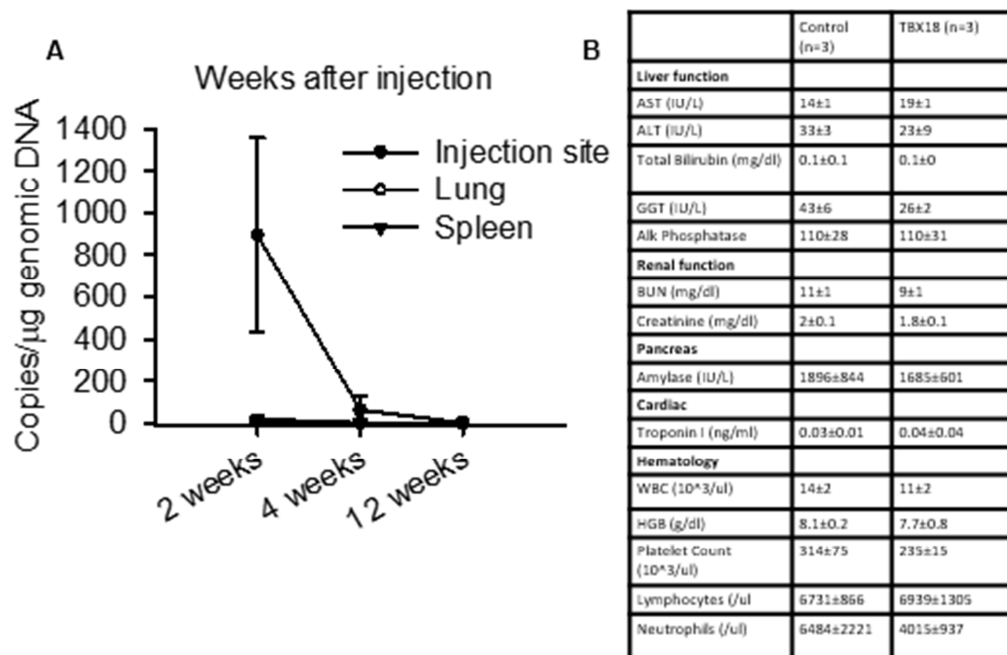 A
Weeks after injection
Copies/μg genomic DNA
1400
1200
1000
800
600
400
200
0
Injection site
Lung
Spleen
2 weeks
4 weeks
12 weeks
B
Control (n=3) TBX18 (n=3)
Liver function
AST (IU/L) 14±1 19±1
ALT (IU/L) 33±3 23±9
Total Bilirubin (mg/dl) 0.1±0.1 0.1±0
GGT (IU/L) 43±6 26±2
Alk Phosphatase 110±28 110±31
Renal function
BUN (mg/dl) 11±1 9±1
Creatinine (mg/dl) 2±0.1 1.8±0.1
Pancreas
Amylase (IU/L) 1896±844 1685±601
Cardiac
Troponin I (ng/ml) 0.03±0.01 0.04±0.04
Hematology
WBC (10^3/ul) 14±2 11±2
HGB (g/dl) 8.1±0.2 7.7±0.8
Platelet Count 314±75 235±15
(10^3/ul)
Lymphocytes (/ul 6731±866 6939±1305
Neutrophils (/ul) 6484±2221 4015±937